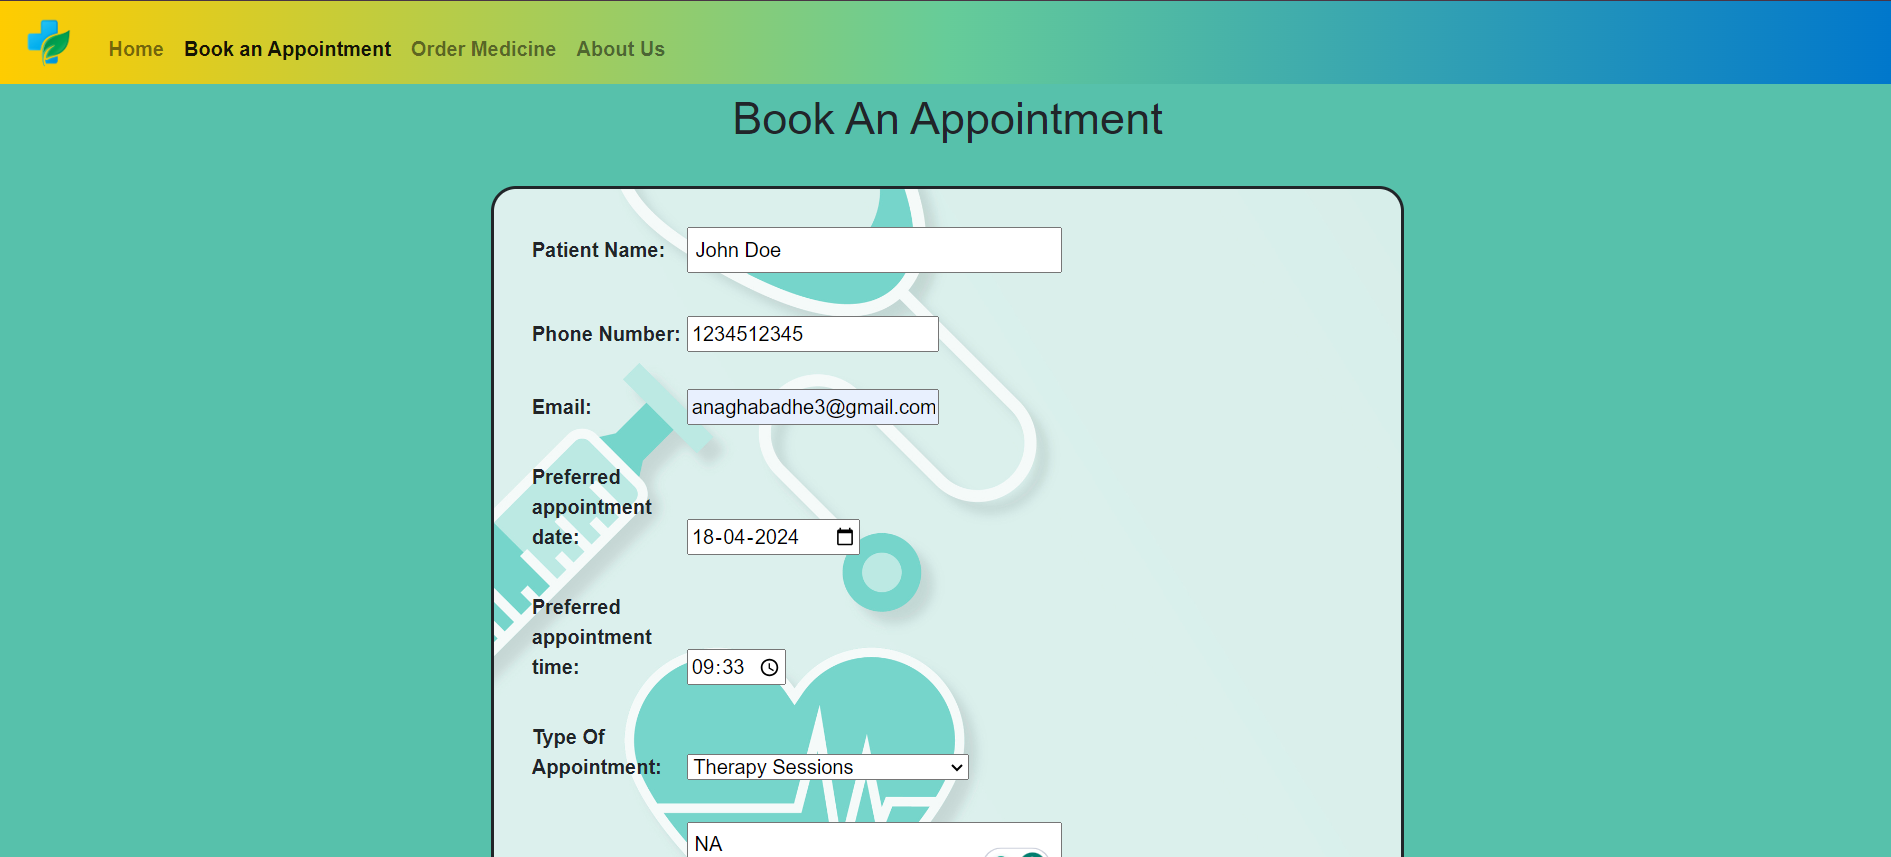 Home Book an Appointment Order Medicine About Us
Book An Appointment
Patient Name: John Doe
Phone Number: 1234512345
Email: anaghabadhe3@gmail.com
Preferred
appointment
date: 18-04-2024
Preferred
appointment
time: 09:33
Type Of
Appointment: Therapy Sessions
NA